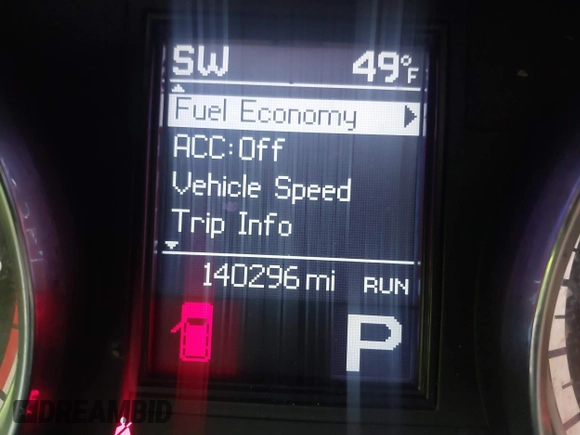 SW 49°F
Fuel Economy
ACC:Off
Vehicle Speed
Trip Info
140296 mi RUN
P
DREAMBID